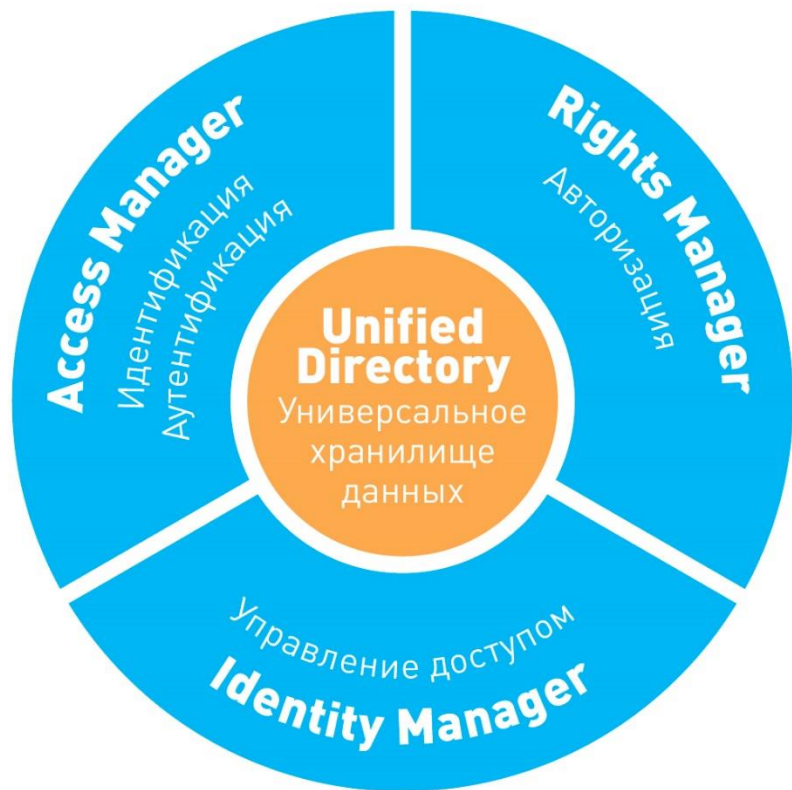 Access Manager
Идентификация
Аутентификация
Rights Manager
Авторизация
Unified
Directory
Универсальное
хранилище
данных
Управление доступом
Identity Manager